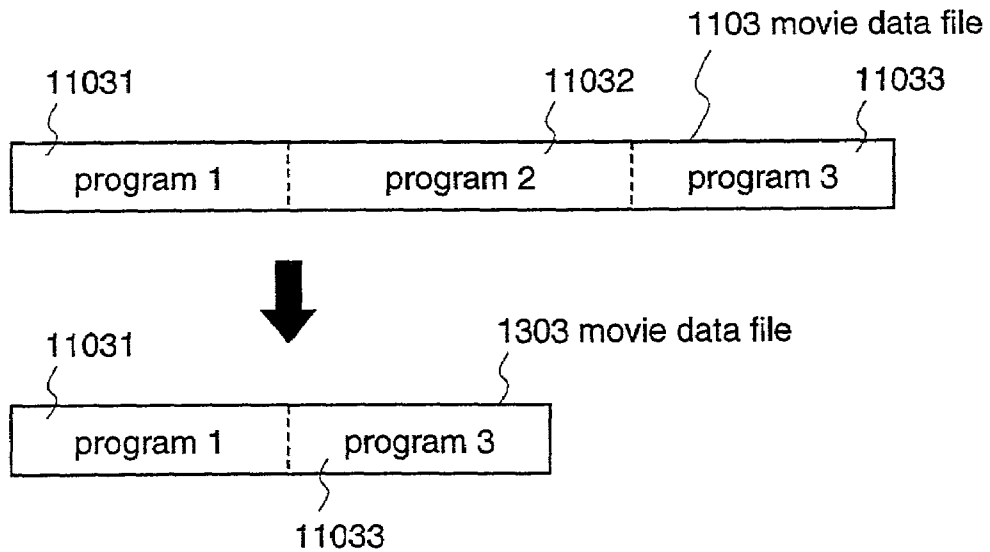 1103 movie data file
11031
11032
11033
program 1
program 2
program 3
11031
1303 movie data file
program 1
program 3
11033